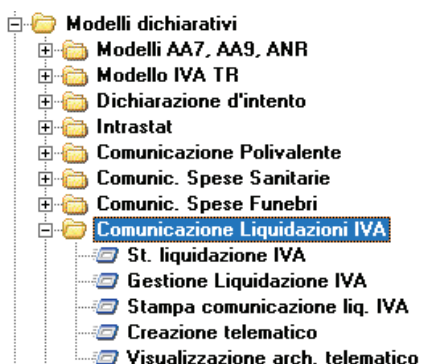 Modelli dichiarativi
Modelli AA7, AA9, ANR
Modello IVA TR
Dichiarazione d'intento
Intrastat
Comunicazione Polivalente
Comunic. Spese Sanitarie
Comunic. Spese Funebri
Comunicazione Liquidazioni IVA
St. liquidazione IVA
Gestione Liquidazione IVA
Stampa comunicazione liq. IVA
Creazione telematico
Visualizzazione arch. telematico